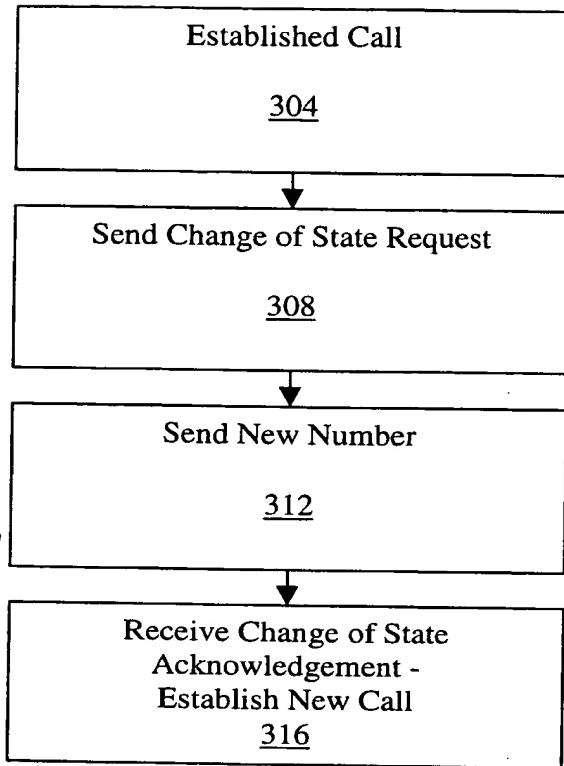 Established Call
304
Send Change of State Request
308
Send New Number
312
Receive Change of State
Acknowledgement -
Establish New Call
316